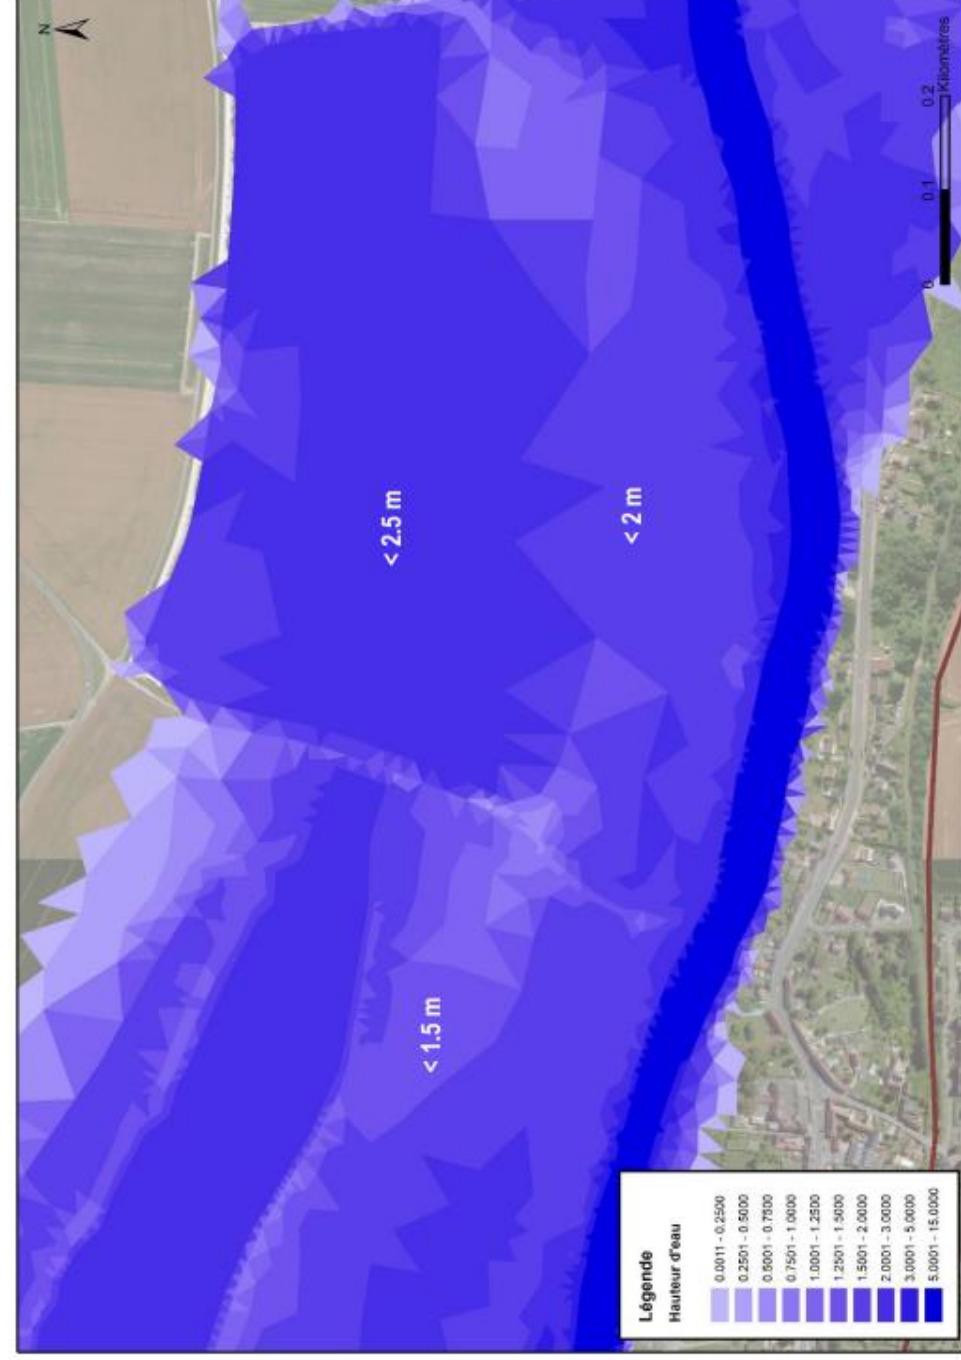 N
< 2.5 m
< 2 m
< 1.5 m
0 0.1 0.2
Kilomètres
Légende
Hauteur d'eau
0.0011 - 0.2500
0.2501 - 0.5000
0.5001 - 0.7500
0.7501 - 1.0000
1.0001 - 1.2500
1.2501 - 1.5000
1.5001 - 2.0000
2.0001 - 3.0000
3.0001 - 5.0000
5.0001 - 15.0000